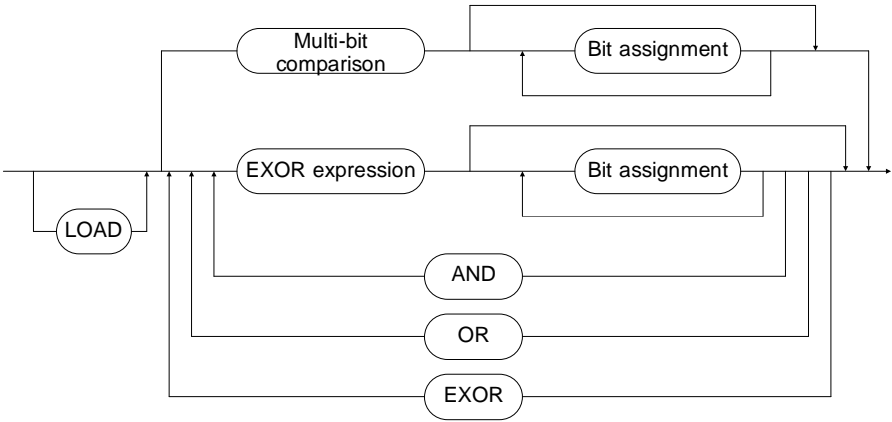 Multi-bit
comparison
Bit assignment
EXOR expression
Bit assignment
LOAD
AND
OR
EXOR